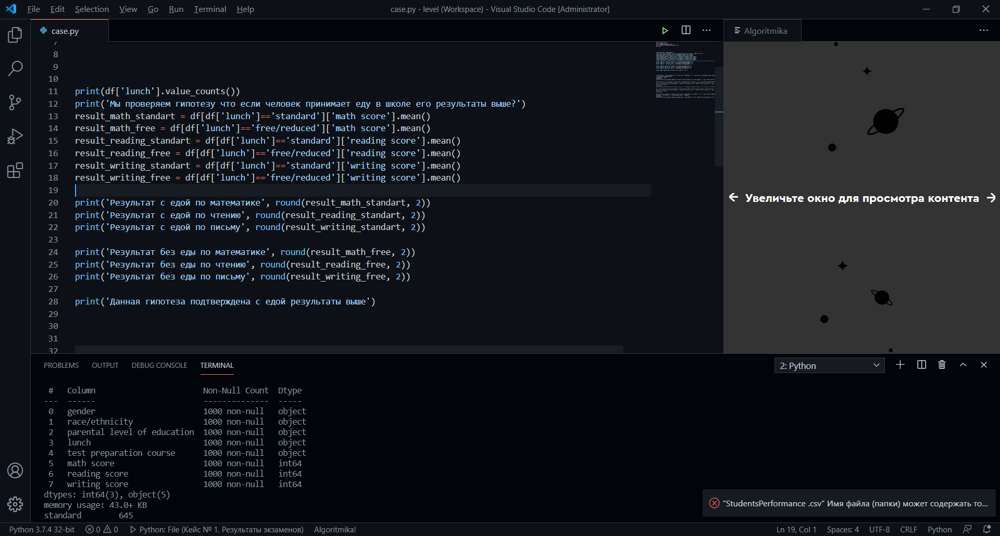 File Edit Selection View Go Run Terminal Help
case.py - level (Workspace) - Visual Studio Code [Administrator]
case.py
Algoritmika
7
8
9
10
11 print(df['lunch'].value_counts())
12 print('Мы проверяем гипотезу что если человек принимает еду в школе его результаты выше?')
13 result_math_standart = df[df['lunch']=='standard']['math score'].mean()
14 result_math_free = df[df['lunch']=='free/reduced']['math score'].mean()
15 result_reading_standart = df[df['lunch']=='standard']['reading score'].mean()
16 result_reading_free = df[df['lunch']=='free/reduced']['reading score'].mean()
17 result_writing_standart = df[df['lunch']=='standard']['writing score'].mean()
18 result_writing_free = df[df['lunch']=='free/reduced']['writing score'].mean()
19
20 print('Результат с едой по математике', round(result_math_standart, 2))
21 print('Результат с едой по чтению', round(result_reading_standart, 2))
22 print('Результат с едой по письму', round(result_writing_standart, 2))
23
24 print('Результат без еды по математике', round(result_math_free, 2))
25 print('Результат без еды по чтению', round(result_reading_free, 2))
26 print('Результат без еды по письму', round(result_writing_free, 2))
27
28 print('Данная гипотеза подтверждена с едой результаты выше')
29
30
31
32
← Увеличьте окно для просмотра контента →
PROBLEMS OUTPUT DEBUG CONSOLE TERMINAL
2: Python
# Column Non-Null Count Dtype
--- ------ -------------- -----
0 gender 1000 non-null object
1 race/ethnicity 1000 non-null object
2 parental level of education 1000 non-null object
3 lunch 1000 non-null object
4 test preparation course 1000 non-null object
5 math score 1000 non-null int64
6 reading score 1000 non-null int64
7 writing score 1000 non-null int64
dtypes: int64(3), object(5)
memory usage: 43.0+ KB
standard 645
"StudentsPerformance .csv" Имя файла (папки) может содержать то...
Python 3.7.4 32-bit 0 0 Python: File (Кейс № 1. Результаты экзаменов) Algoritmika!
Ln 19, Col 1 Spaces: 4 UTF-8 CRLF Python